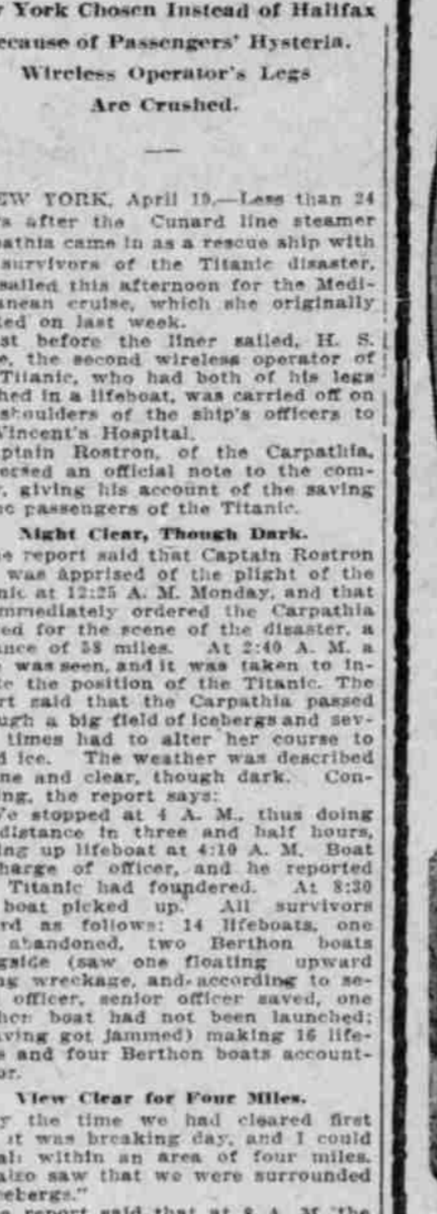 York Chosen Instead of Halifax
ecause of Passengers' Hysteria.
Wireless Operator's Legs
Are Crushed.
EW YORK, April 19.—Less than 24
s after the Cunard line steamer
athia came in as a rescue ship with
survivors of the Titanic disaster,
sailed this afternoon for the Medi-
anean cruise, which she originally
ted on last week.
st before the liner sailed, H. S.
e, the second wireless operator of
Titanic, who had both of his legs
hed in a lifeboat, was carried off on
shoulders of the ship's officers to
Vincent's Hospital.
ptain Rostron, of the Carpathia,
ersed an official note to the com-
, giving his account of the saving
e passengers of the Titanic.
Night Clear, Though Dark.
e report said that Captain Rostron
was apprised of the plight of the
nic at 12:25 A. M. Monday, and that
mmediately ordered the Carpathia
ed for the scene of the disaster, a
ance of 58 miles. At 2:40 A. M. a
was seen, and it was taken to in-
te the position of the Titanic. The
rt said that the Carpathia passed
ugh a big field of icebergs and sev-
times had to alter her course to
d ice. The weather was described
ne and clear, though dark. Con-
ing, the report says:
e stopped at 4 A. M., thus doing
distance in three and half hours,
ing up lifeboat at 4:10 A. M. Boat
harge of officer, and he reported
Titanic had foundered. At 8:30
boat picked up. All survivors
rd as follows: 14 lifeboats, one
abandoned, two Berthon boats
gside (saw one floating upward
ng wreckage, and according to se-
officer, senior officer saved, one
her boat had not been launched;
aving got jammed) making 16 life-
s and four Berthon boats account-
or.
View Clear for Four Miles.
y the time we had cleared first
it was breaking day, and I could
al within an area of four miles.
also saw that we were surrounded
ebergs."
report said that at 8 A. M. the